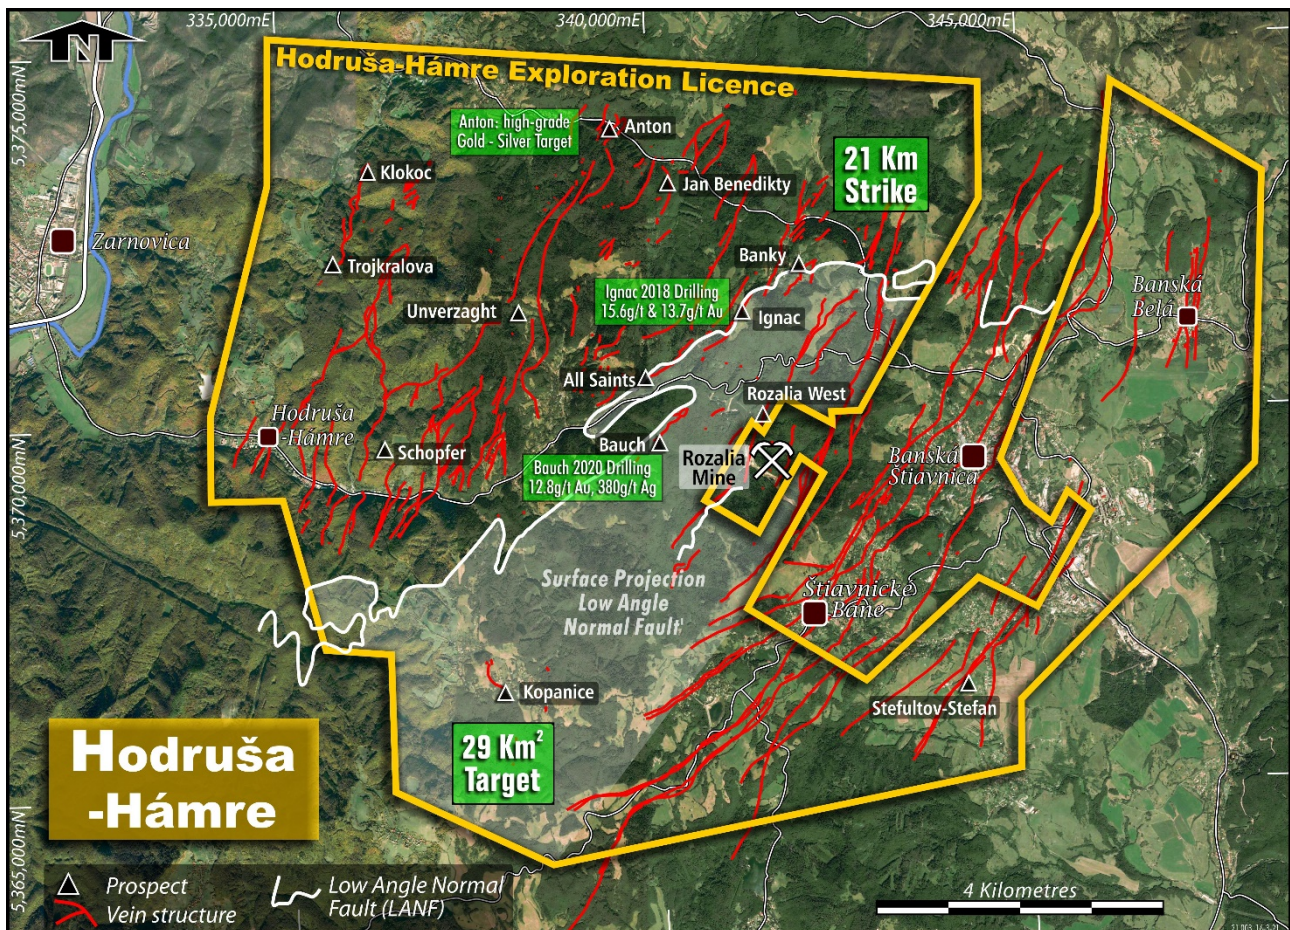 335,000mE
340,000mE
345,000mE
N
Hodruša-Hámre Exploration Licence
5,375,000mN
Anton: high-grade
Gold - Silver Target
Anton
21 Km
Strike
Klokoc
Jan Benedikty
Zarnovica
Trojkralova
Banky
Unverzaght
Ignac 2018 Drilling
15.6g/t & 13.7g/t Au
Ignac
Banská
Belá
All Saints
Rozalia West
Hodruša
-Hámre
Schopfer
Bauch
Rozalia
Mine
Banská
Štiavnica
Bauch 2020 Drilling
12.8g/t Au, 380g/t Ag
5,370,000mN
Surface Projection
Low Angle
Normal Fault¹
Štiavnické
Bane
Kopanice
Stefultov-Stefan
29 Km²
Target
Hodruša
-Hámre
5,365,000mN
Prospect
Vein structure
Low Angle Normal
Fault (LANF)
4 Kilometres